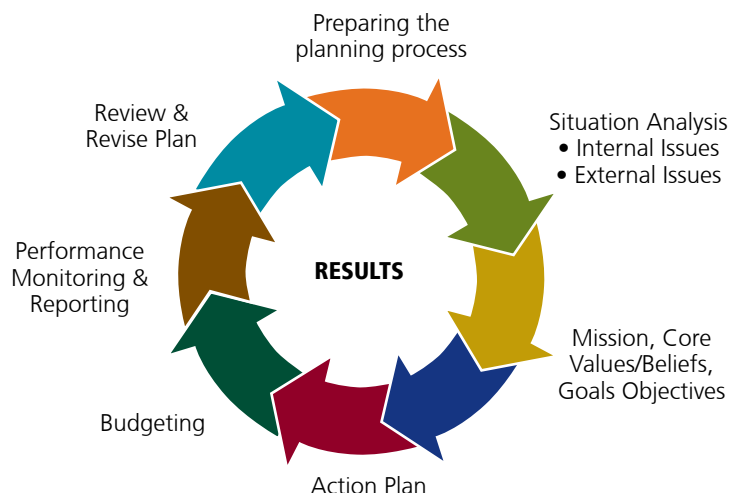 Preparing the
planning process
Situation Analysis
• Internal Issues
• External Issues
Mission, Core
Values/Beliefs,
Goals Objectives
Action Plan
Budgeting
Performance
Monitoring &
Reporting
Review &
Revise Plan
RESULTS